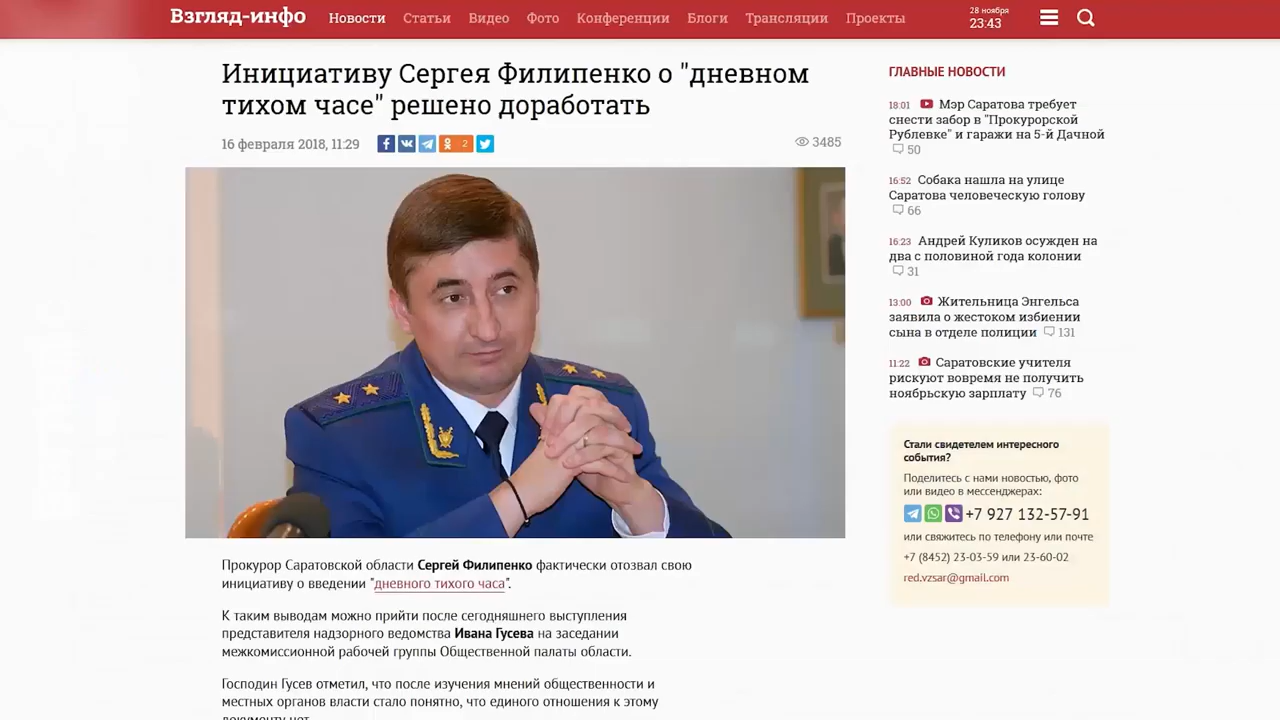 Взгляд-инфо
Новости Статьи Видео Фото Конференции Блоги Трансляции Проекты
28 ноября
23:43
Инициативу Сергея Филипенко о "дневном
тихом часе" решено доработать
16 февраля 2018, 11:29
2
3485
Прокурор Саратовской области Сергей Филипенко фактически отозвал свою
инициативу о введении "дневного тихого часа".
К таким выводам можно прийти после сегодняшнего выступления
представителя надзорного ведомства Ивана Гусева на заседании
межкомиссионной рабочей группы Общественной палаты области.
Господин Гусев отметил, что после изучения мнений общественности и
местных органов власти стало понятно, что единого отношения к этому
документу нет.
ГЛАВНЫЕ НОВОСТИ
18:01 Мэр Саратова требует
снести забор в "Прокурорской
Рублевке" и гаражи на 5-й Дачной
50
16:52 Собака нашла на улице
Саратова человеческую голову
66
16:23 Андрей Куликов осужден на
два с половиной года колонии
31
13:00 Жительница Энгельса
заявила о жестоком избиении
сына в отделе полиции 131
11:22 Саратовские учителя
рискуют вовремя не получить
ноябрьскую зарплату 76
Стали свидетелем интересного
события?
Поделитесь с нами новостью, фото
или видео в мессенджерах:
+7 927 132-57-91
или свяжитесь по телефону или почте
+7 (8452) 23-03-59 или 23-60-02
red.vzsar@gmail.com